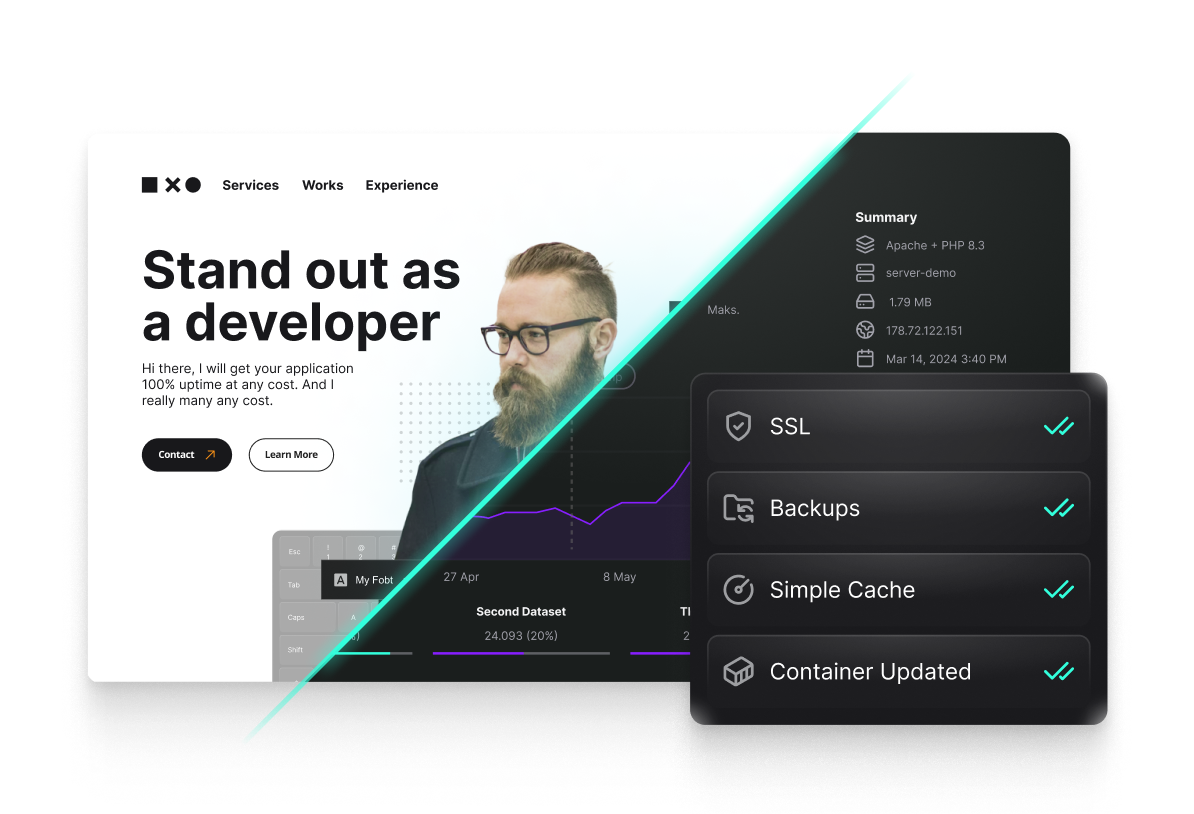 Services Works Experience
Stand out as
a developer
Hi there, I will get your application
100% uptime at any cost. And I
really many any cost.
Contact
Learn More
Esc
!
1
@
2
#
Tab
Caps
A
Shift
A My Fobt
Summary
Apache + PHP 8.3
server-demo
1.79 MB
178.72.122.151
Mar 14, 2024 3:40 PM
Maks.
27 Apr
8 May
Second Dataset
24.093 (20%)
SSL
Backups
Simple Cache
Container Updated